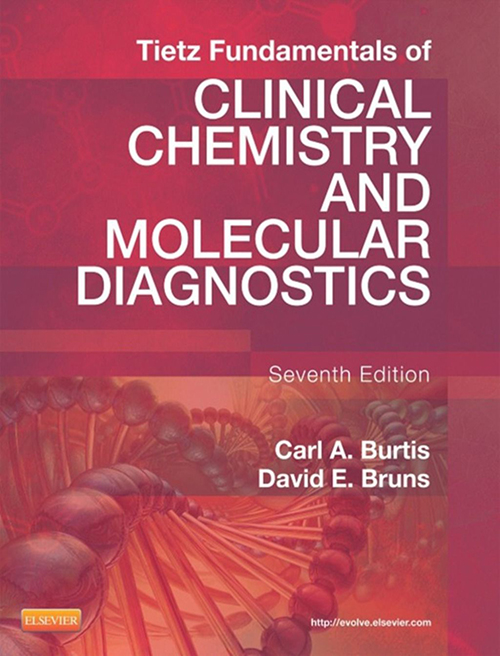 Tietz Fundamentals of
CLINICAL
CHEMISTRY
AND
MOLECULAR
DIAGNOSTICS
Seventh Edition
Carl A. Burtis
David E. Bruns
ELSEVIER
http://evolve.elsevier.com